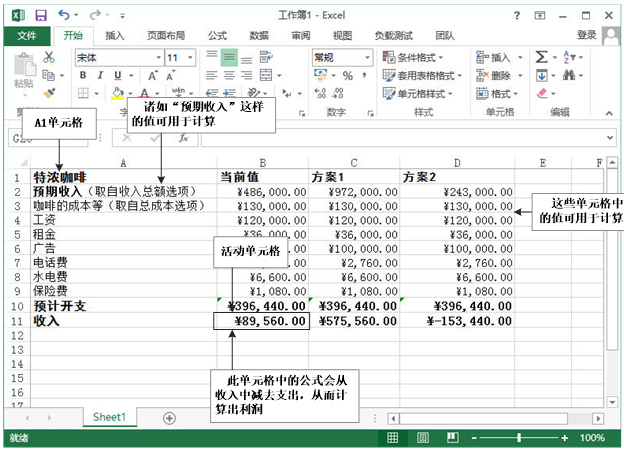 工作簿1 - Excel
文件 开始 插入 页面布局 公式 数据 审阅 视图 负载测试 团队 登录
宋体 11 常规 条件格式 插入
粘贴 B I U A A % , 套用表格格式 删除
单元格样式 格式
剪贴板 字体 对齐方式 数字 样式 单元格 编辑
A1单元格
诸如“预期收入”这样
的值可用于计算
A B C D E F
1 特浓咖啡 当前值 方案1 方案2
2 预期收入（取自收入总额选项） ¥486,000.00 ¥972,000.00 ¥243,000.00
3 咖啡的成本等（取自总成本选项） ¥130,000.00 ¥130,000.00 ¥130,000.00
4 工资 ¥120,000.00 ¥120,000.00 ¥120,000.00
5 租金 ¥36,000.00 ¥36,000.00 ¥36,000.00
6 广告 ¥100,000.00 ¥100,000.00
7 电话费 ¥2,760.00 ¥2,760.00
8 水电费 ¥6,600.00 ¥6,600.00 ¥6,600.00
9 保险费 ¥1,080.00 ¥1,080.00 ¥1,080.00
10 预计开支 ¥396,440.00 ¥396,440.00 ¥396,440.00
11 收入 ¥89,560.00 ¥575,560.00 ¥-153,440.00
12
13
14
15
16
17
这些单元格中
的值可用于计算
活动单元格
此单元格中的公式会从
收入中减去支出，从而计
算出利润
Sheet1
就绪 100%